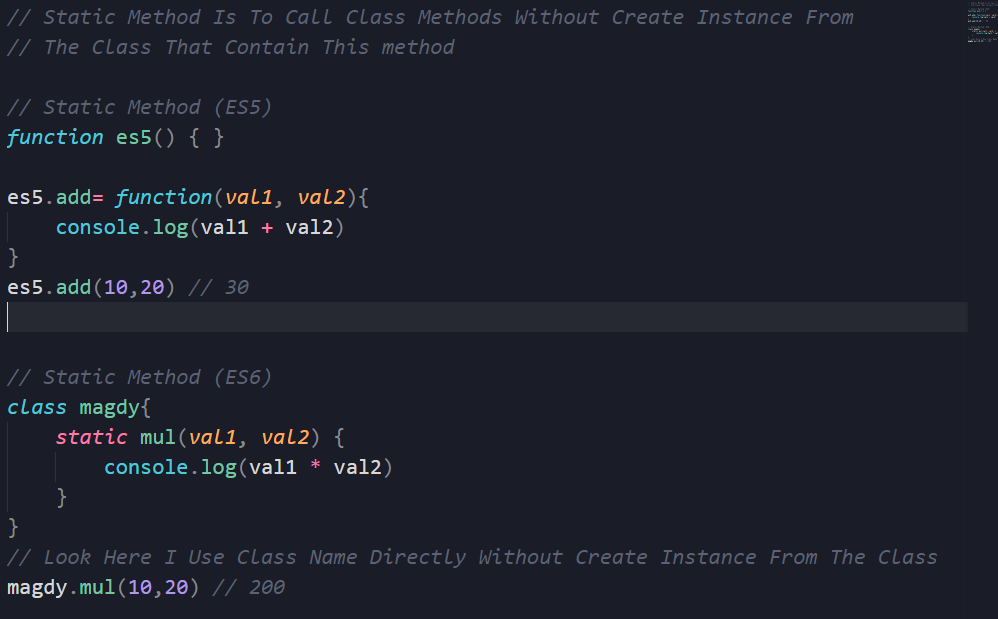 // Static Method Is To Call Class Methods Without Create Instance From
// The Class That Contain This method
// Static Method (ES5)
function es5() { }
es5.add= function(val1, val2){
console.log(val1 + val2)
}
es5.add(10,20) // 30
// Static Method (ES6)
class magdy{
static mul(val1, val2) {
console.log(val1 * val2)
}
}
// Look Here I Use Class Name Directly Without Create Instance From The Class
magdy.mul(10,20) // 200